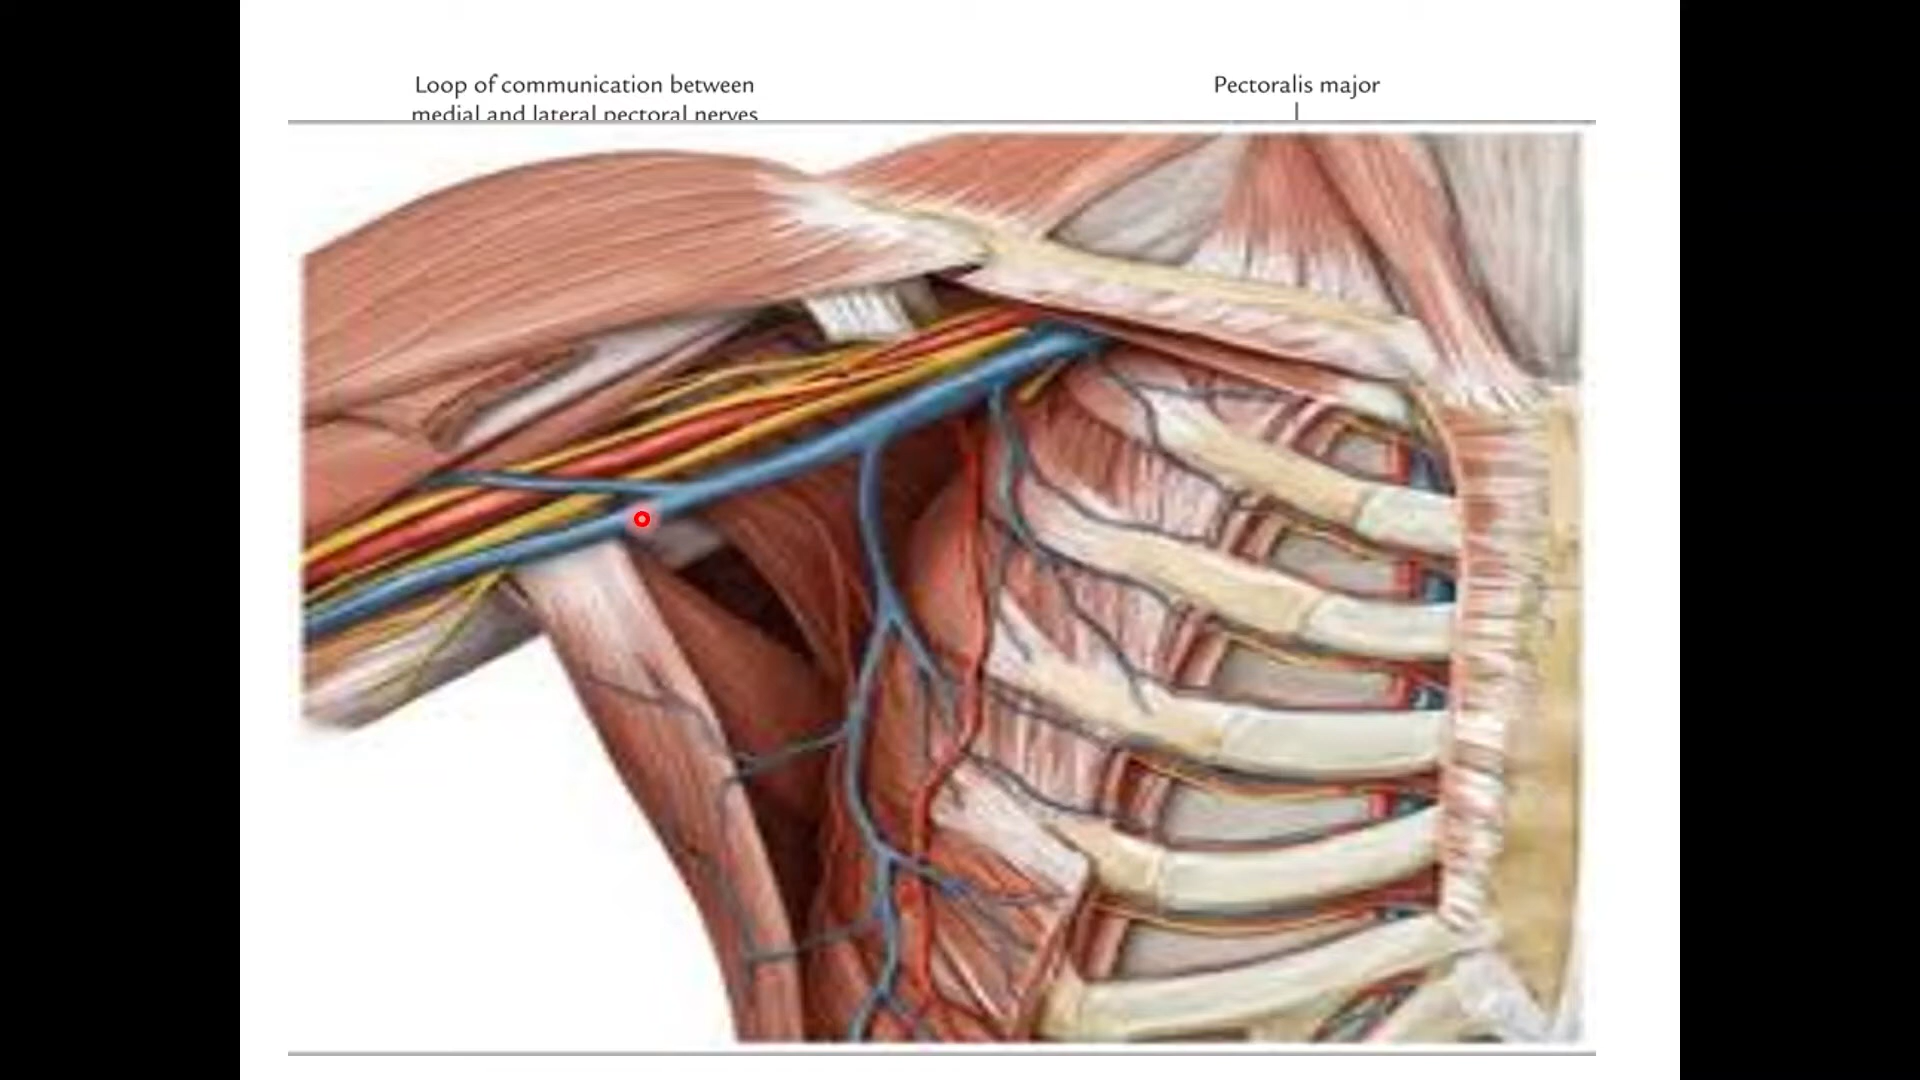 Loop of communication between
medial and lateral pectoral nerves
Pectoralis major